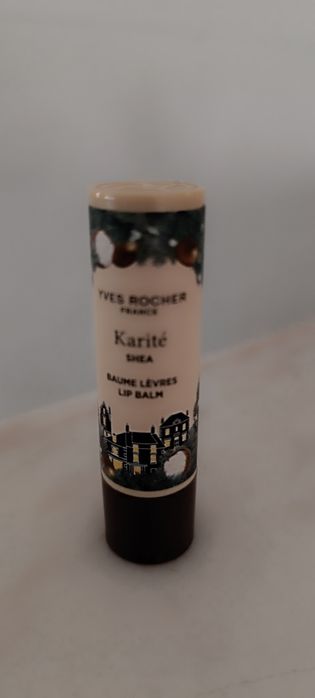 YVES ROCHER
FRANCE
Karité
SHEA
BAUME LÈVRES
LIP BALM